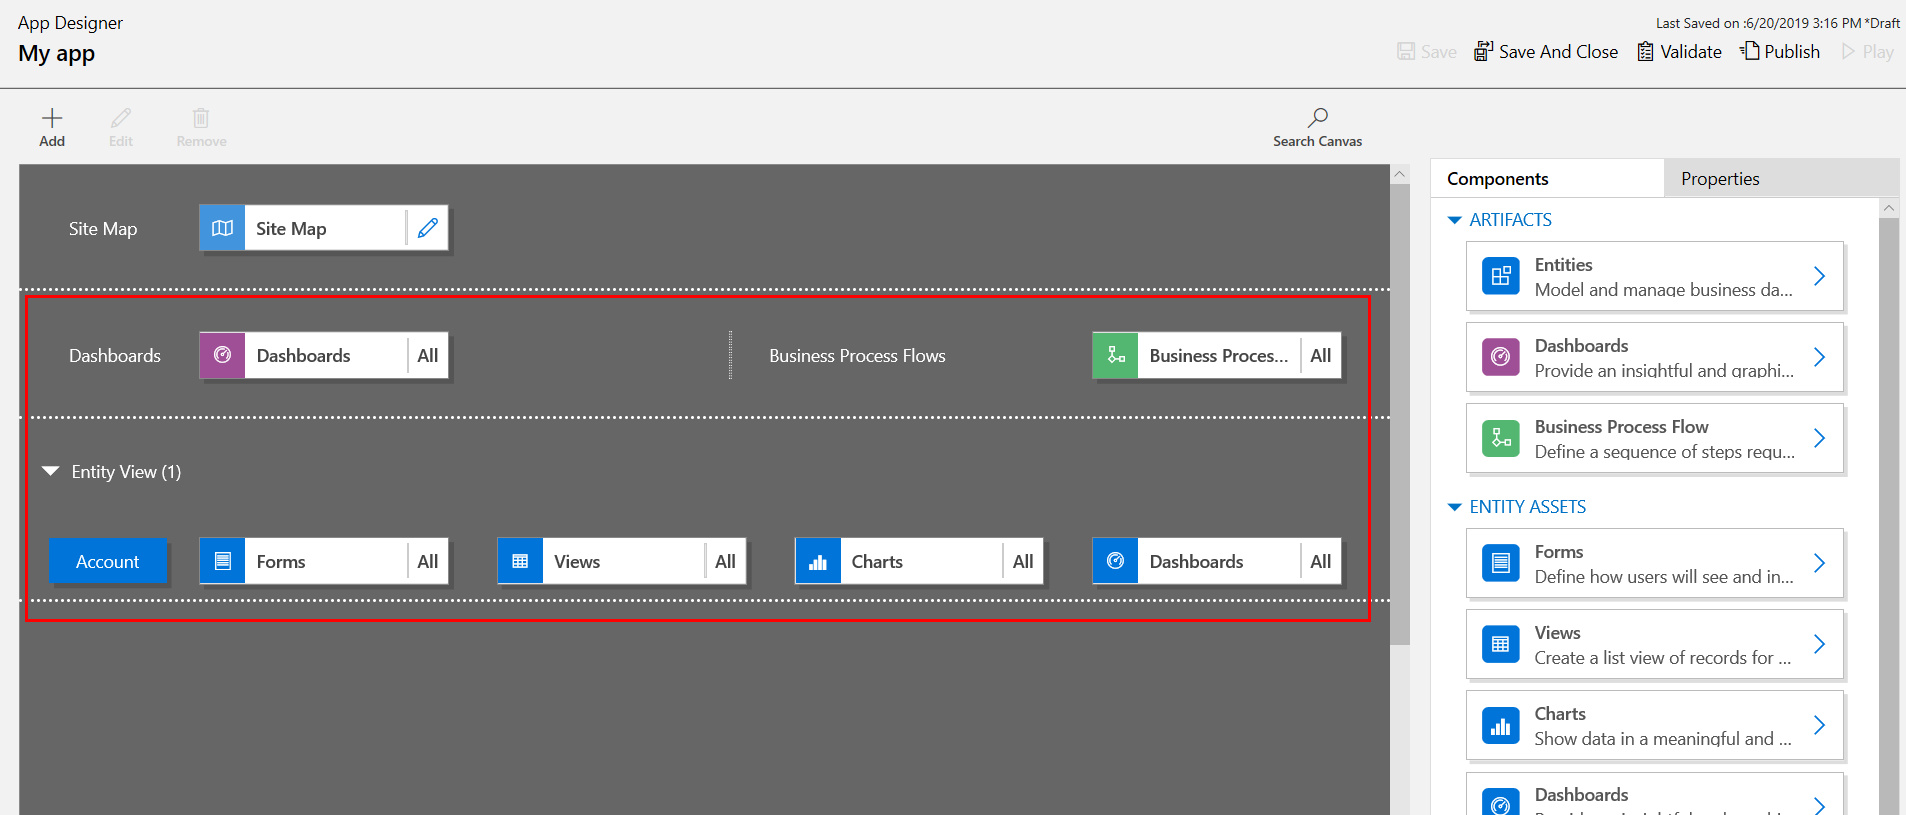 App Designer
My app
Last Saved on :6/20/2019 3:16 PM *Draft
Save
Save And Close
Validate
Publish
Play
Add
Edit
Remove
Search Canvas
Site Map
Site Map
Dashboards
Dashboards
All
Business Process Flows
Business Proces...
All
Entity View (1)
Account
Forms
All
Views
All
Charts
All
Dashboards
All
Components
Properties
ARTIFACTS
Entities
Model and manage business da...
Dashboards
Provide an insightful and graphi...
Business Process Flow
Define a sequence of steps requ...
ENTITY ASSETS
Forms
Define how users will see and in...
Views
Create a list view of records for ...
Charts
Show data in a meaningful and ...
Dashboards